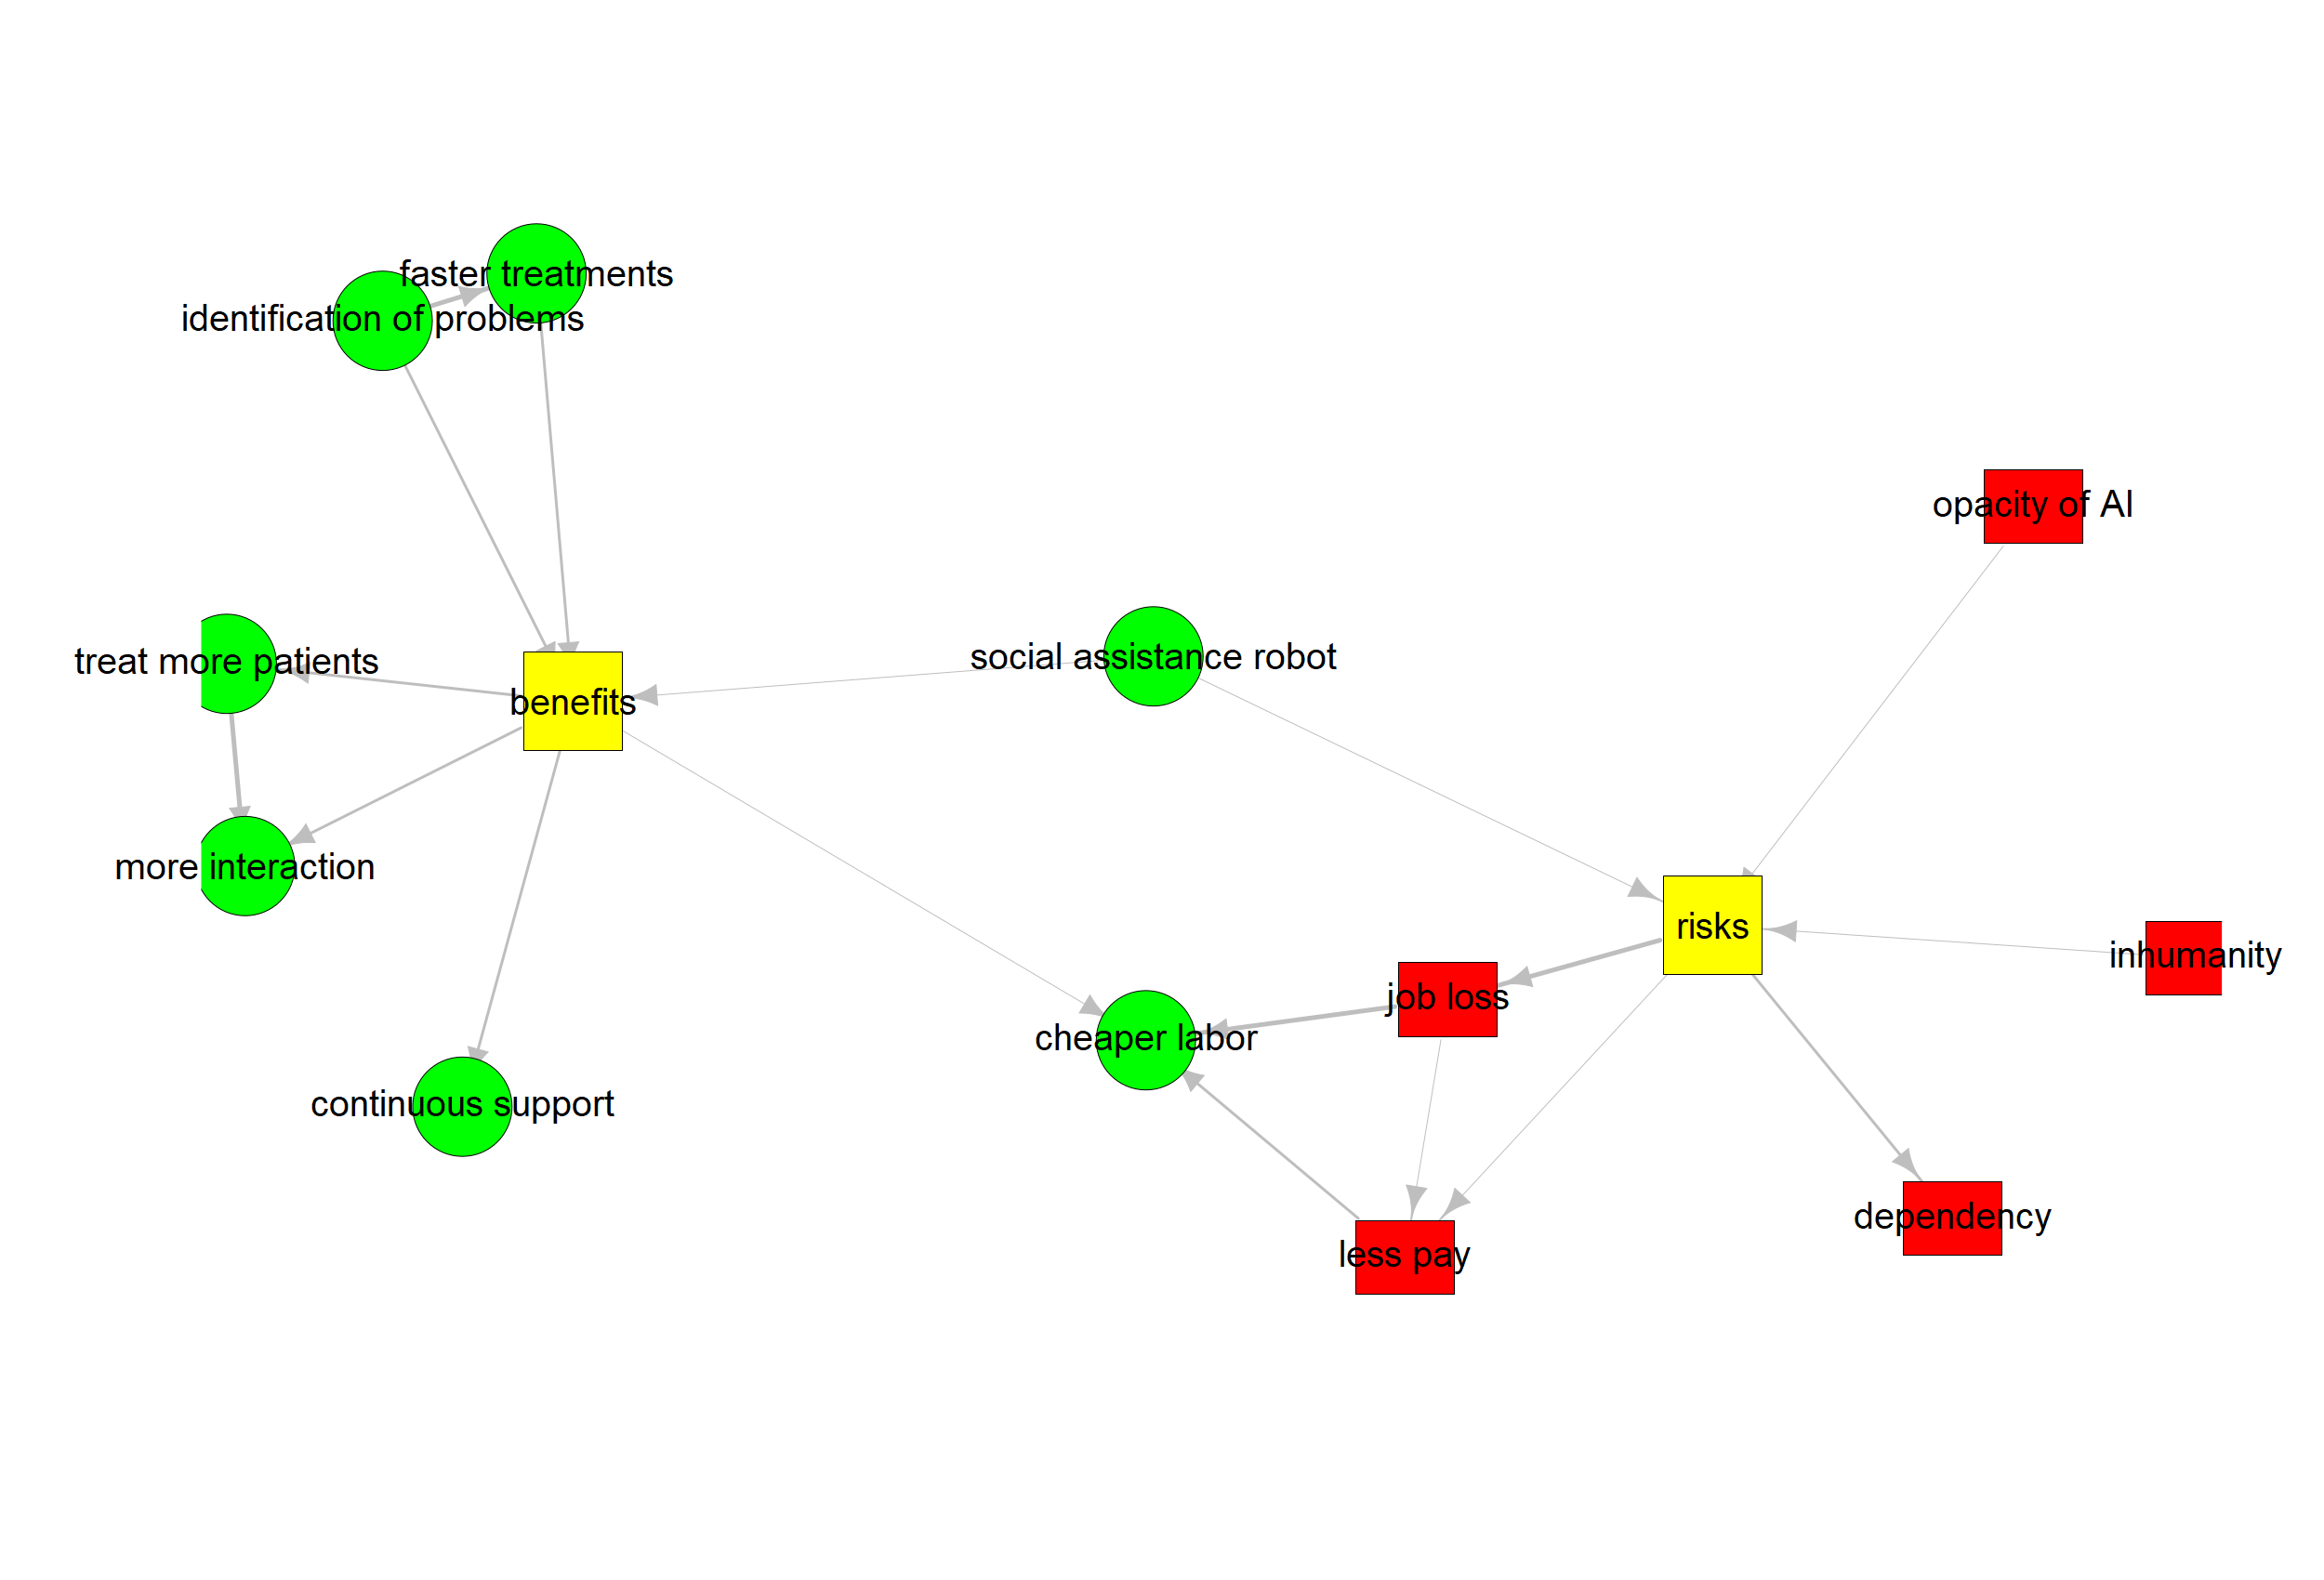 faster treatments
identification of problems
opacity of AI
social assistance robot
treat more patients
benefits
more interaction
risks
inhumanity
job loss
cheaper labor
continuous support
dependency
less pay